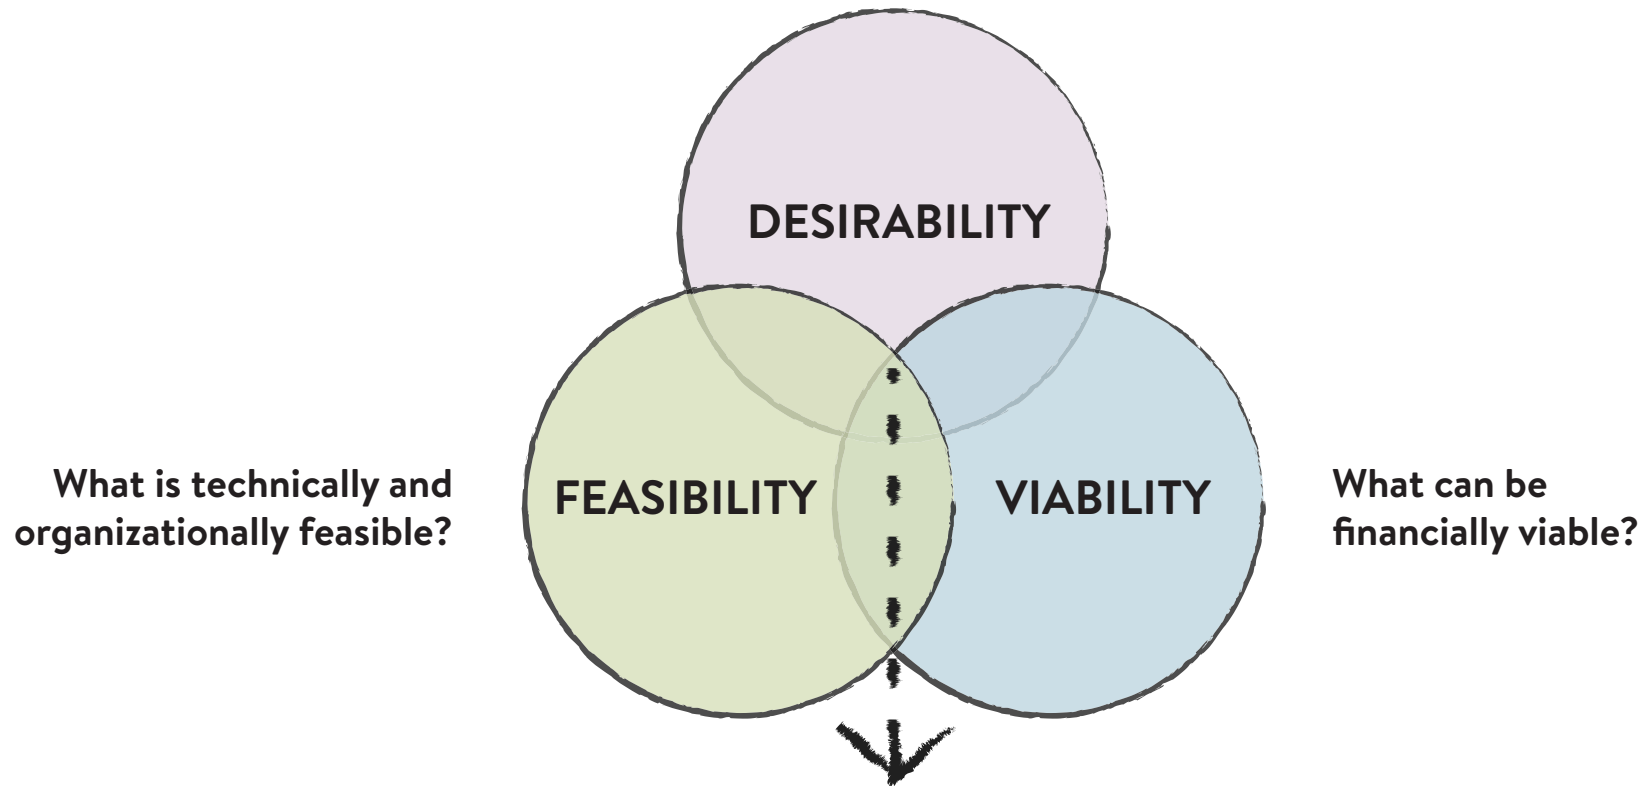 DESIRABILITY
What is technically and
organizationally feasible?
FEASIBILITY
VIABILITY
What can be
financially viable?